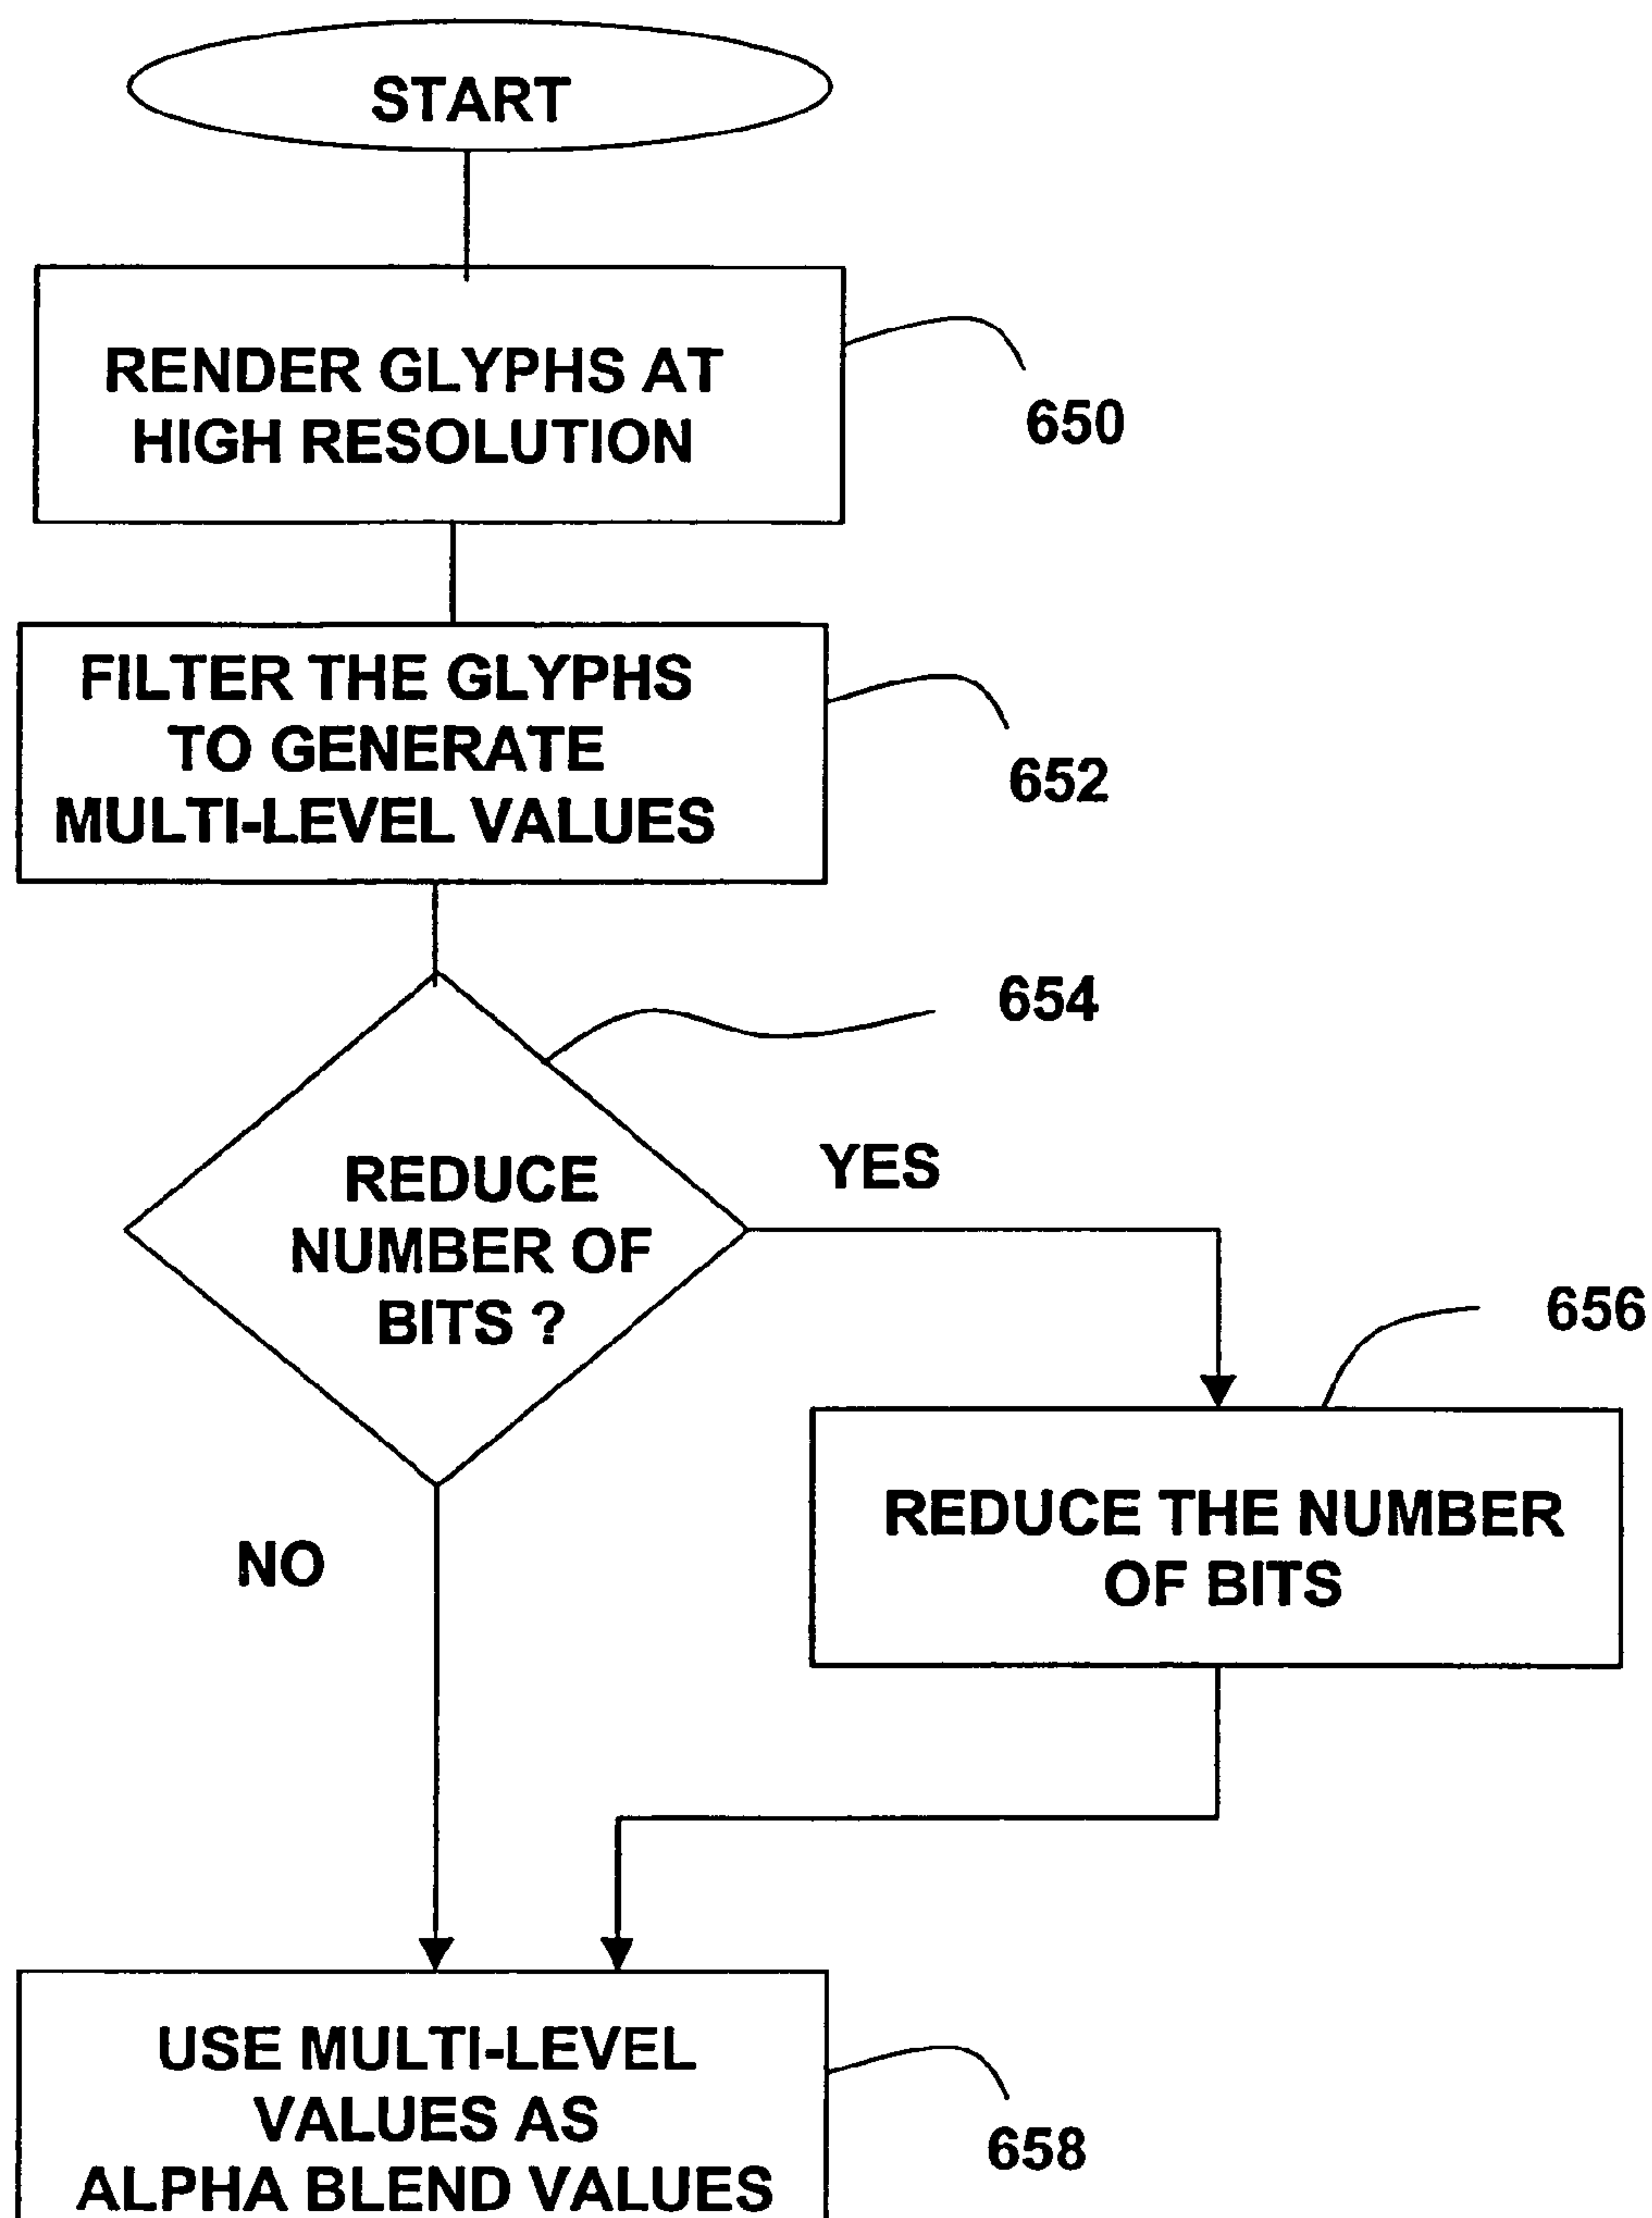 START
RENDER GLYPHS AT
HIGH RESOLUTION
650
FILTER THE GLYPHS
TO GENERATE
MULTI-LEVEL VALUES
652
654
REDUCE
NUMBER OF
BITS ?
YES
656
REDUCE THE NUMBER
OF BITS
NO
USE MULTI-LEVEL
VALUES AS
ALPHA BLEND VALUES
658